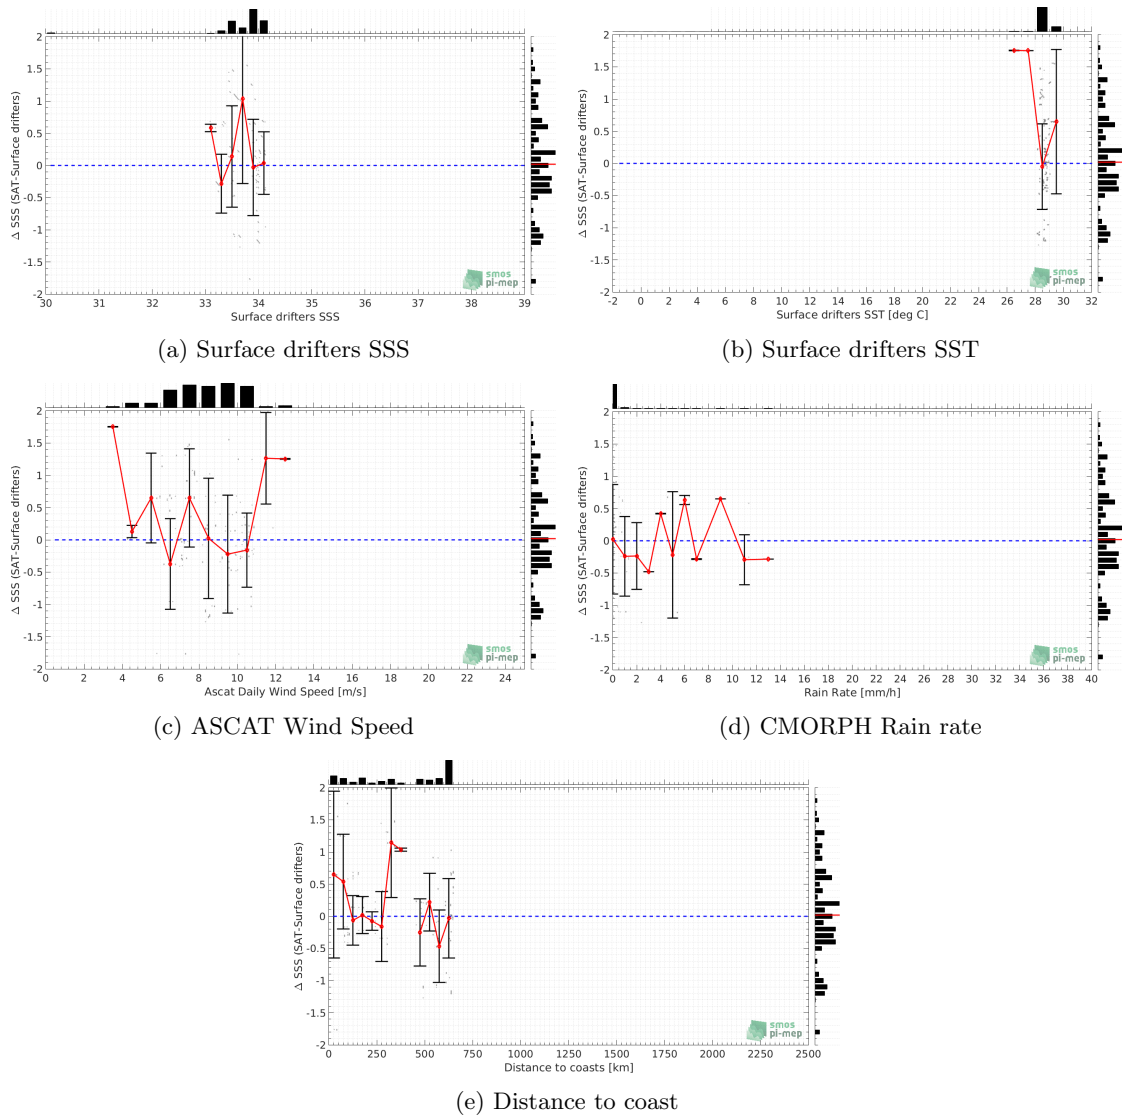 2
1.5
1
0.5
0
-0.5
-1
-1.5
-2
Δ SSS (SAT-Surface drifters)
30 31 32 33 34 35 36 37 38 39
Surface drifters SSS
smos
pi-mep
(a) Surface drifters SSS
2
1.5
1
0.5
0
-0.5
-1
-1.5
-2
Δ SSS (SAT-Surface drifters)
-2 0 2 4 6 8 10 12 14 16 18 20 22 24 26 28 30 32
Surface drifters SST [deg C]
smos
pi-mep
(b) Surface drifters SST
2
1.5
1
0.5
0
-0.5
-1
-1.5
-2
Δ SSS (SAT-Surface drifters)
0 2 4 6 8 10 12 14 16 18 20 22 24
Ascat Daily Wind Speed [m/s]
smos
pi-mep
(c) ASCAT Wind Speed
2
1.5
1
0.5
0
-0.5
-1
-1.5
-2
Δ SSS (SAT-Surface drifters)
0 2 4 6 8 10 12 14 16 18 20 22 24 26 28 30 32 34 36 38 40
Rain Rate [mm/h]
smos
pi-mep
(d) CMORPH Rain rate
2
1.5
1
0.5
0
-0.5
-1
-1.5
-2
Δ SSS (SAT-Surface drifters)
0 250 500 750 1000 1250 1500 1750 2000 2250 2500
Distance to coasts [km]
smos
pi-mep
(e) Distance to coast